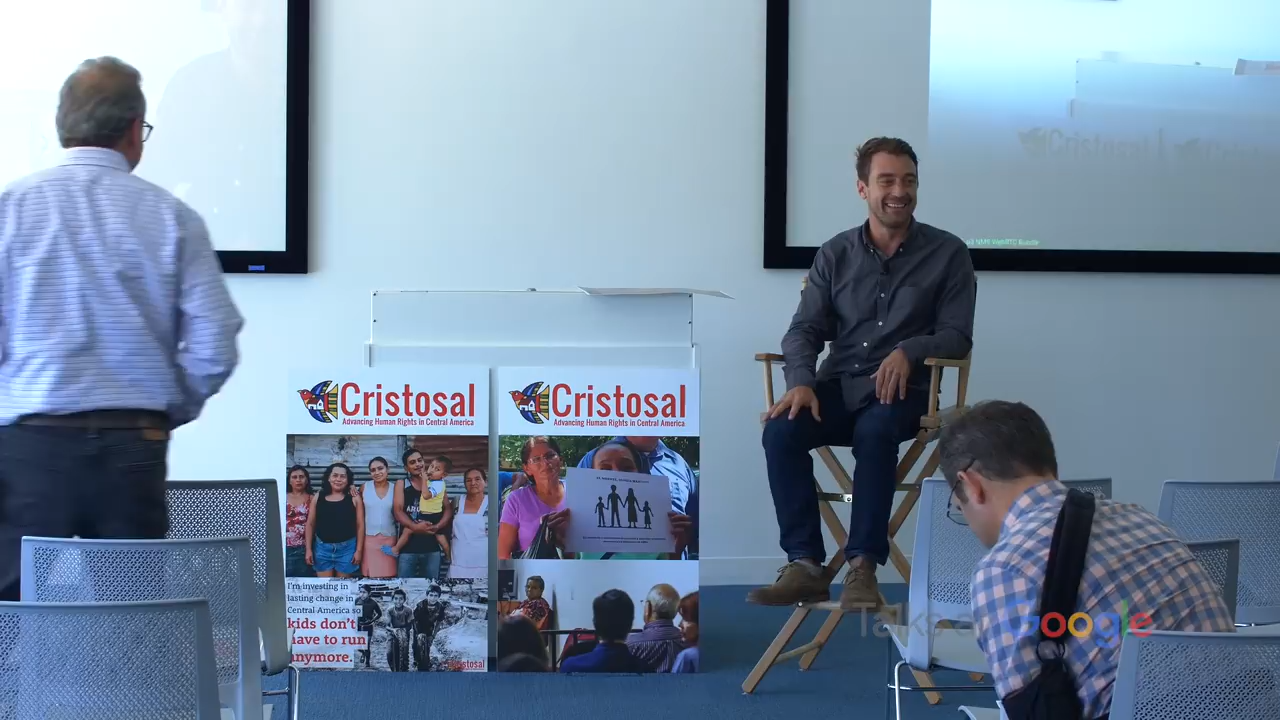 Cristosal
Cristosal
Advancing Human Rights in Central America
I'm investing in
lasting change in
Central America so
kids don't
have to run
anymore.
Cristosal
Cristosal
Advancing Human Rights in Central America
Talks at Google